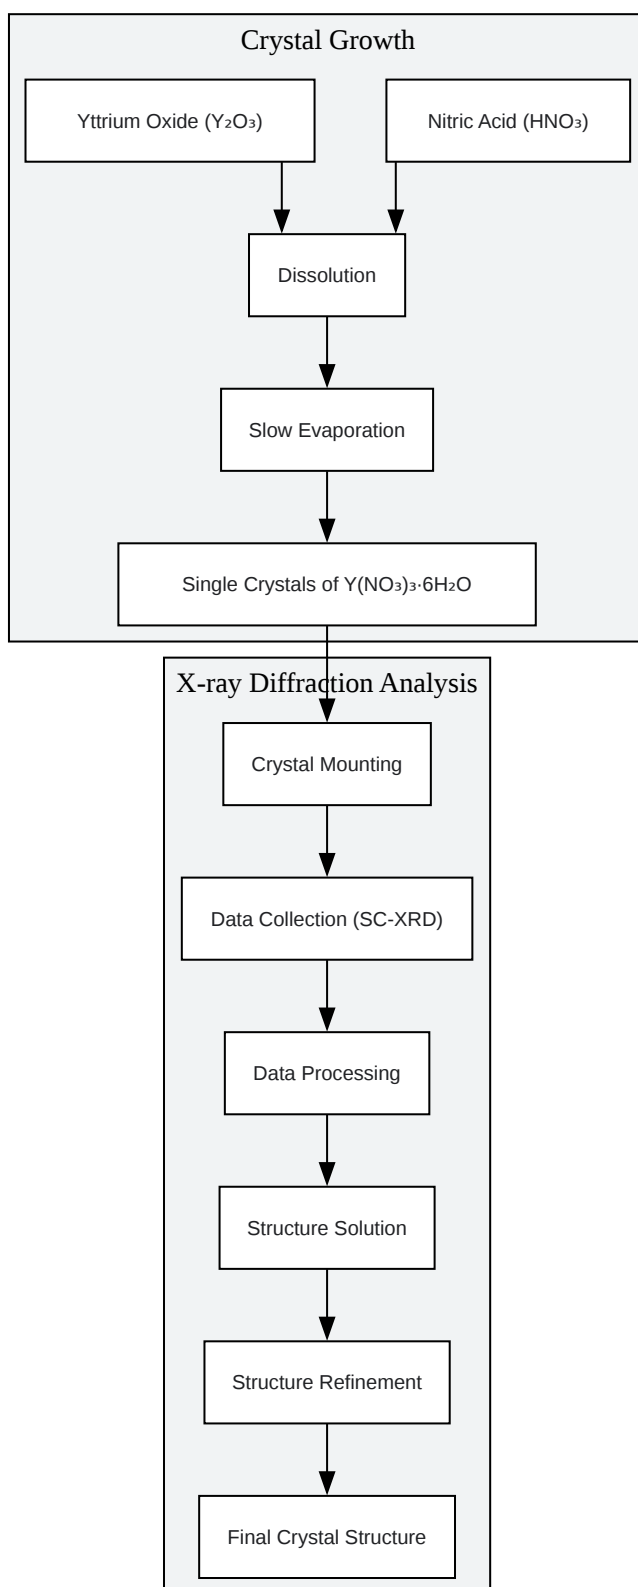 Crystal Growth
Yttrium Oxide (Y₂O₃)
Nitric Acid (HNO₃)
Dissolution
Slow Evaporation
Single Crystals of Y(NO₃)₃·6H₂O
X-ray Diffraction Analysis
Crystal Mounting
Data Collection (SC-XRD)
Data Processing
Structure Solution
Structure Refinement
Final Crystal Structure